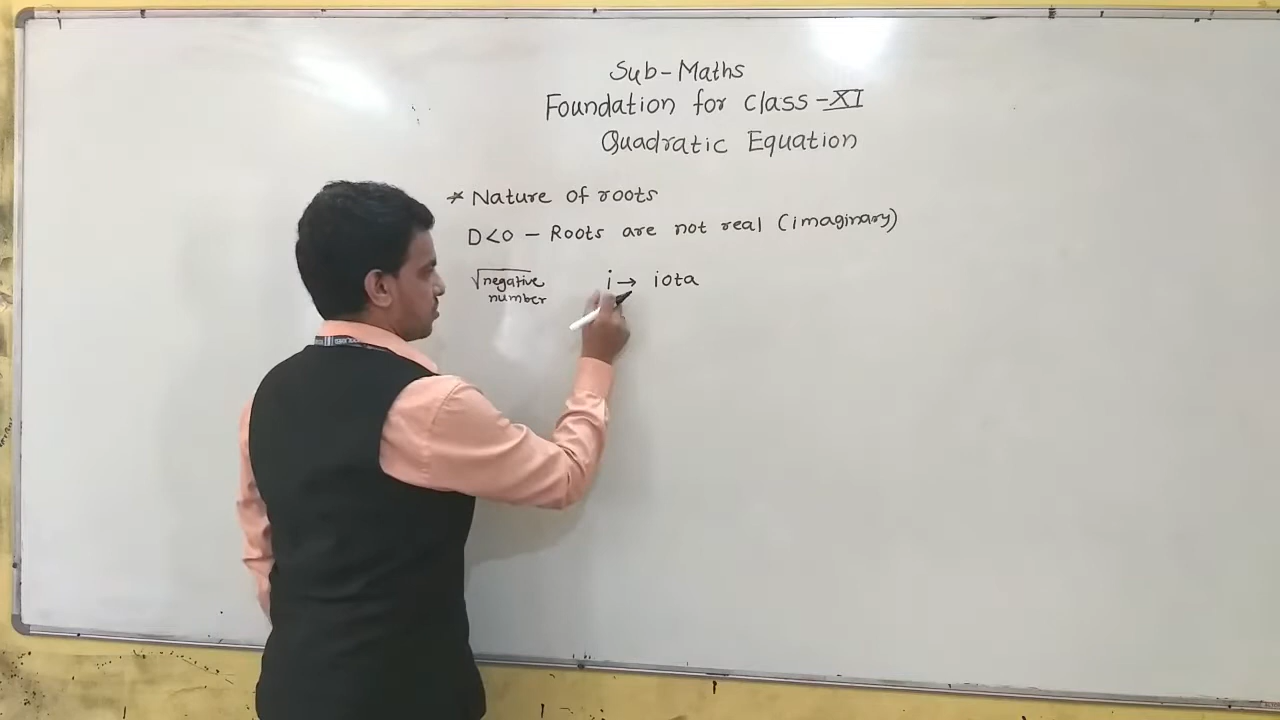 Sub-Maths
Foundation for class-XI
Quadratic Equation
* Nature of roots
D<0 - Roots are not real (imaginary)
√negative number
i→ iota